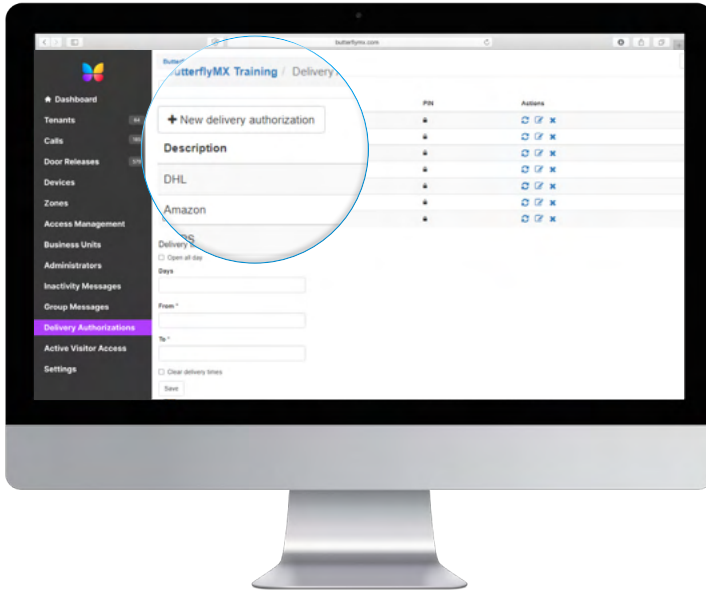 butterflymx.com
ButterflyMX Training / Delivery
Dashboard
Tenants 64
Calls
Door Releases
Devices
Zones
Access Management
Business Units
Administrators
Inactivity Messages
Group Messages
Delivery Authorizations
Active Visitor Access
Settings
+ New delivery authorization
Description
DHL
Amazon
PIN
Actions
Delivery
Open all day
Days
From *
To *
Clear delivery times
Save